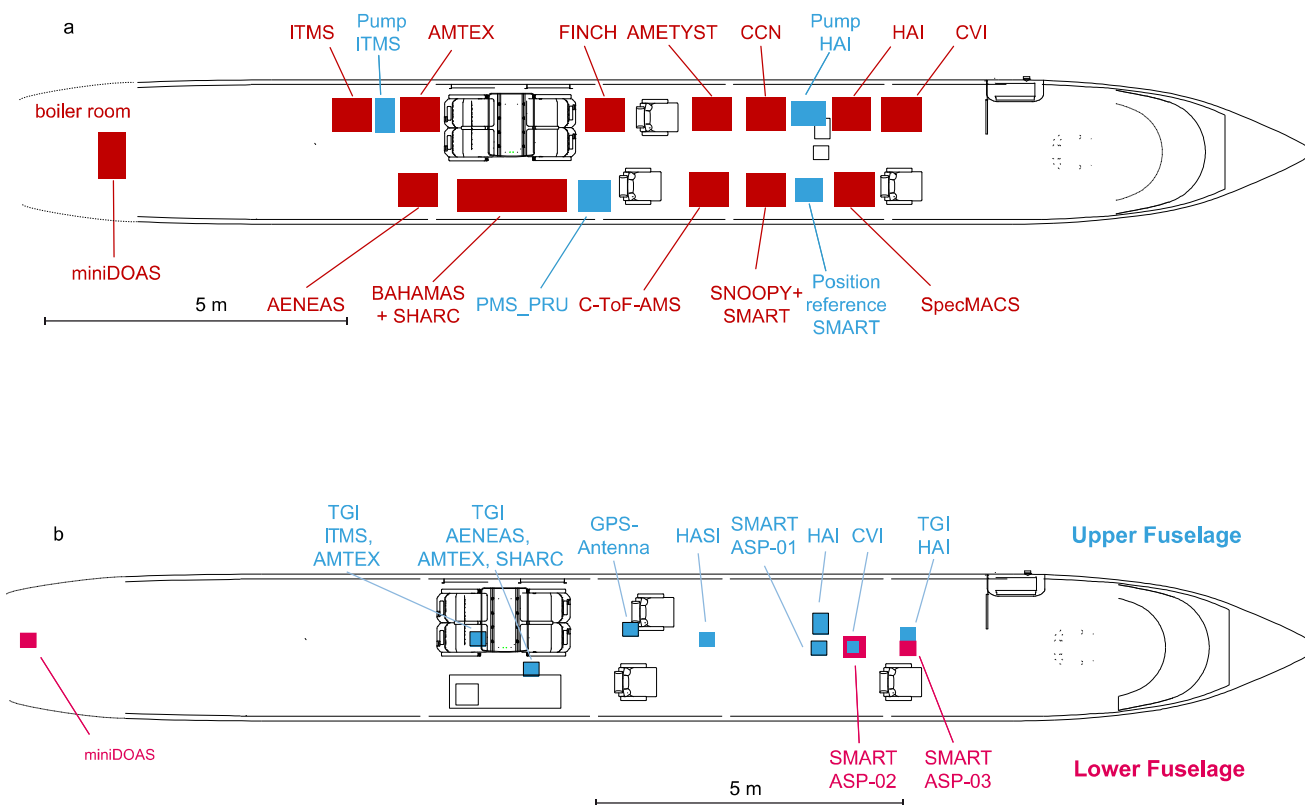 a
ITMS
Pump
ITMS
AMTEX
FINCH
AMETYST
CCN
Pump
HAI
HAI
CVI
boiler room
miniDOAS
AENEAS
BAHAMAS
+ SHARC
PMS_PRU
C-ToF-AMS
SNOOPY+
SMART
Position
reference
SMART
SpecMACS
5 m
b
TGI
ITMS,
AMTEX
TGI
AENEAS,
AMTEX, SHARC
GPS-
Antenna
HASI
SMART
ASP-01
HAI
CVI
TGI
HAI
Upper Fuselage
miniDOAS
SMART
ASP-02
SMART
ASP-03
Lower Fuselage
5 m